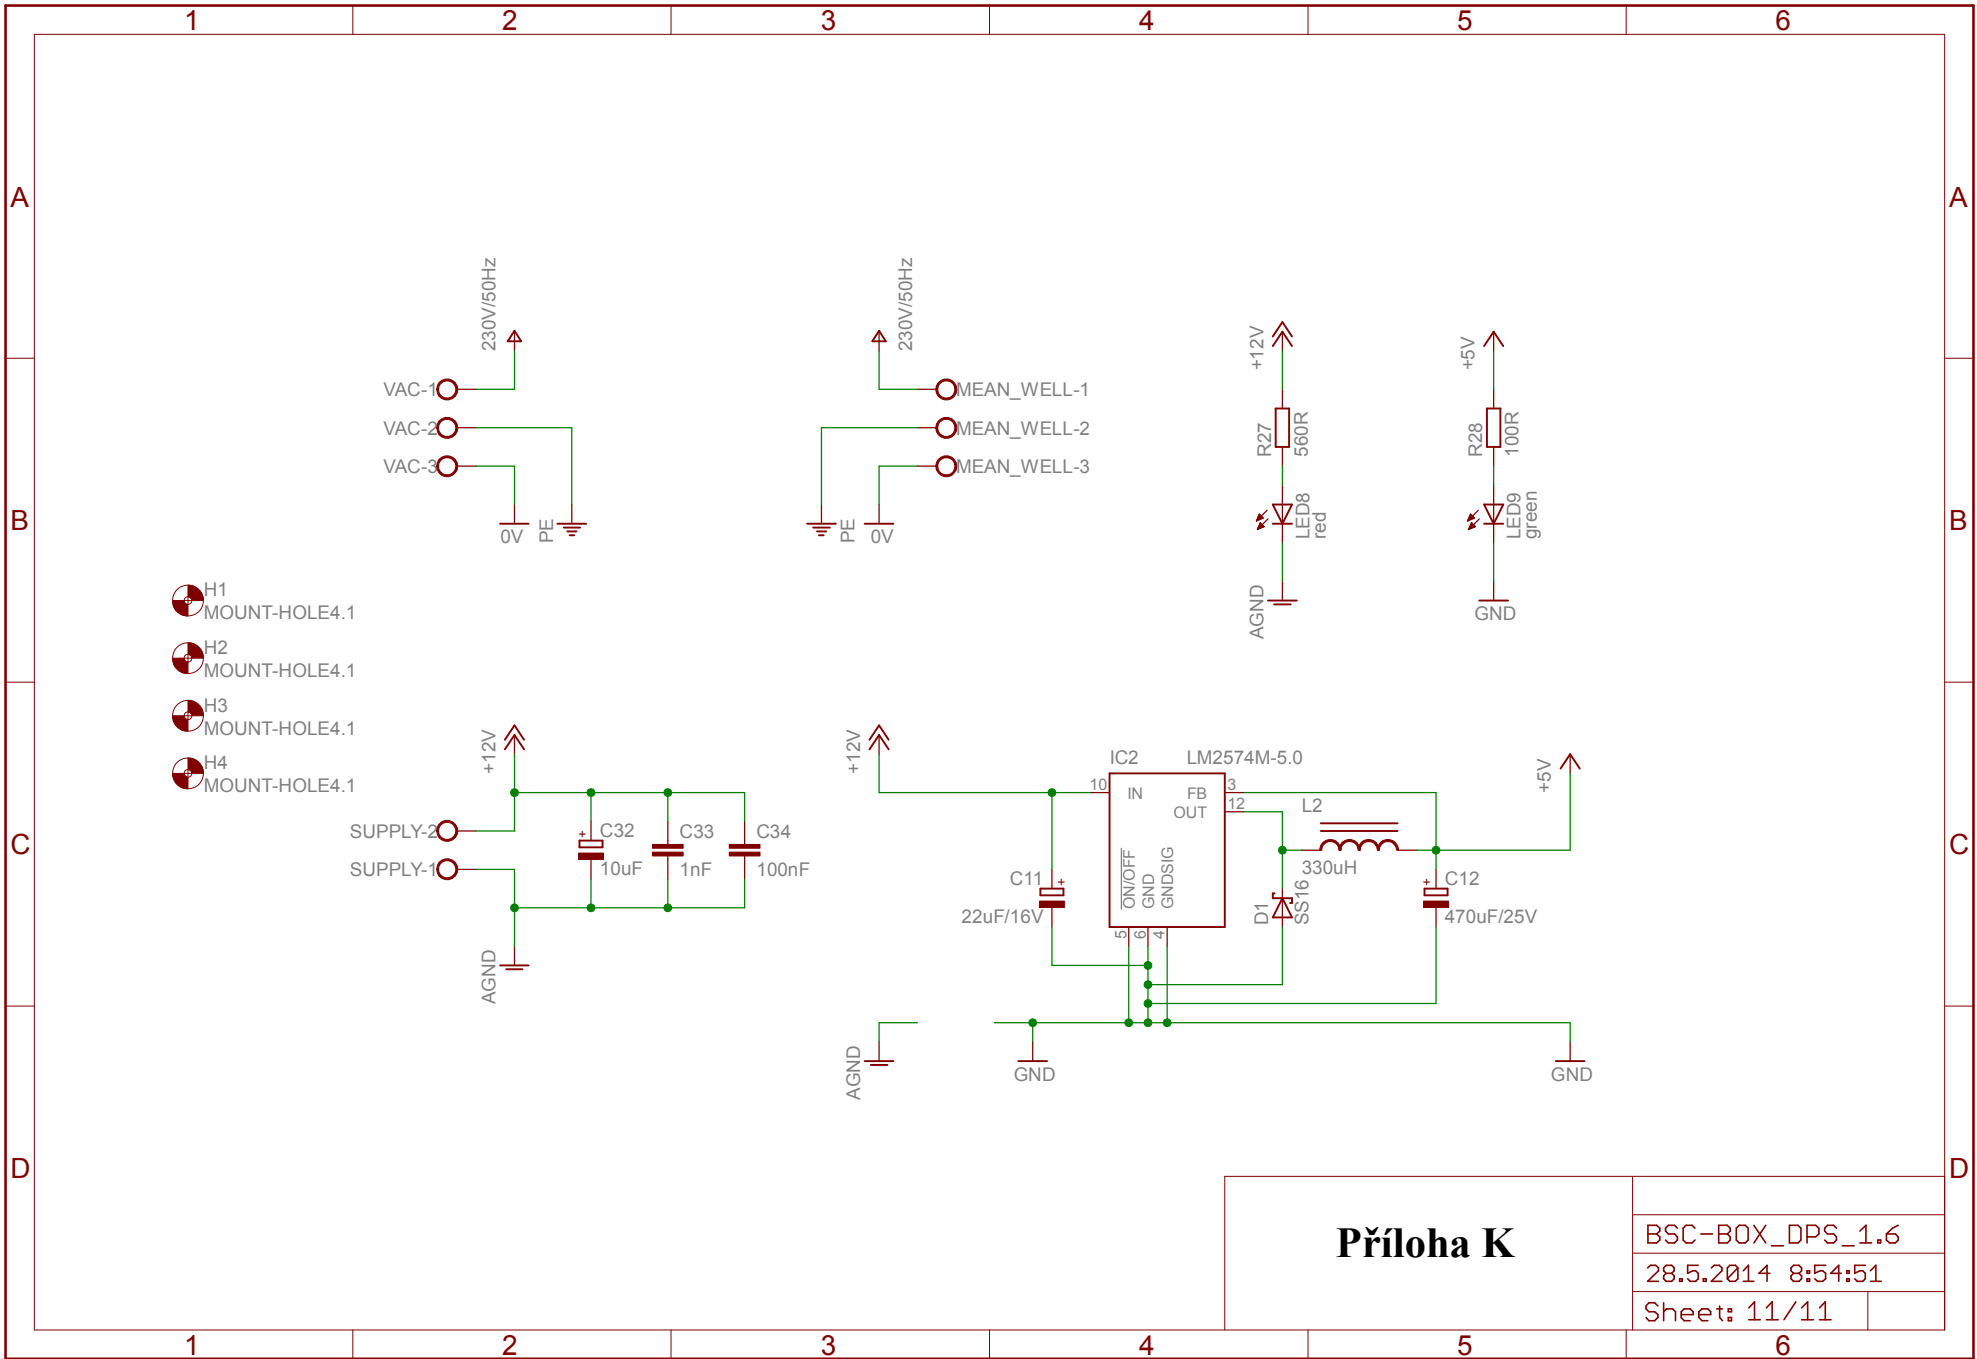 1 2 3 4 5 6
A A
230V/50Hz
230V/50Hz
+12V
+5V
VAC-1
VAC-2
VAC-3
MEAN_WELL-1
MEAN_WELL-2
MEAN_WELL-3
R27
560R
R28
100R
B B
0V
PE
PE
0V
LED8
red
LED9
green
AGND
GND
H1
MOUNT-HOLE4.1
H2
MOUNT-HOLE4.1
H3
MOUNT-HOLE4.1
H4
MOUNT-HOLE4.1
C C
+12V
SUPPLY-2
SUPPLY-1
C32
10uF
C33
1nF
C34
100nF
AGND
+12V
IC2 LM2574M-5.0
10 IN FB 3
OUT 12
ON/OFF
GND
GNDSIG
5 6 4
C11
22uF/16V
L2
330uH
D1
SS16
C12
470uF/25V
+5V
AGND
GND
GND
D D
Příloha K
BSC-BOX_DPS_1.6
28.5.2014 8:54:51
Sheet: 11/11
1 2 3 4 5 6